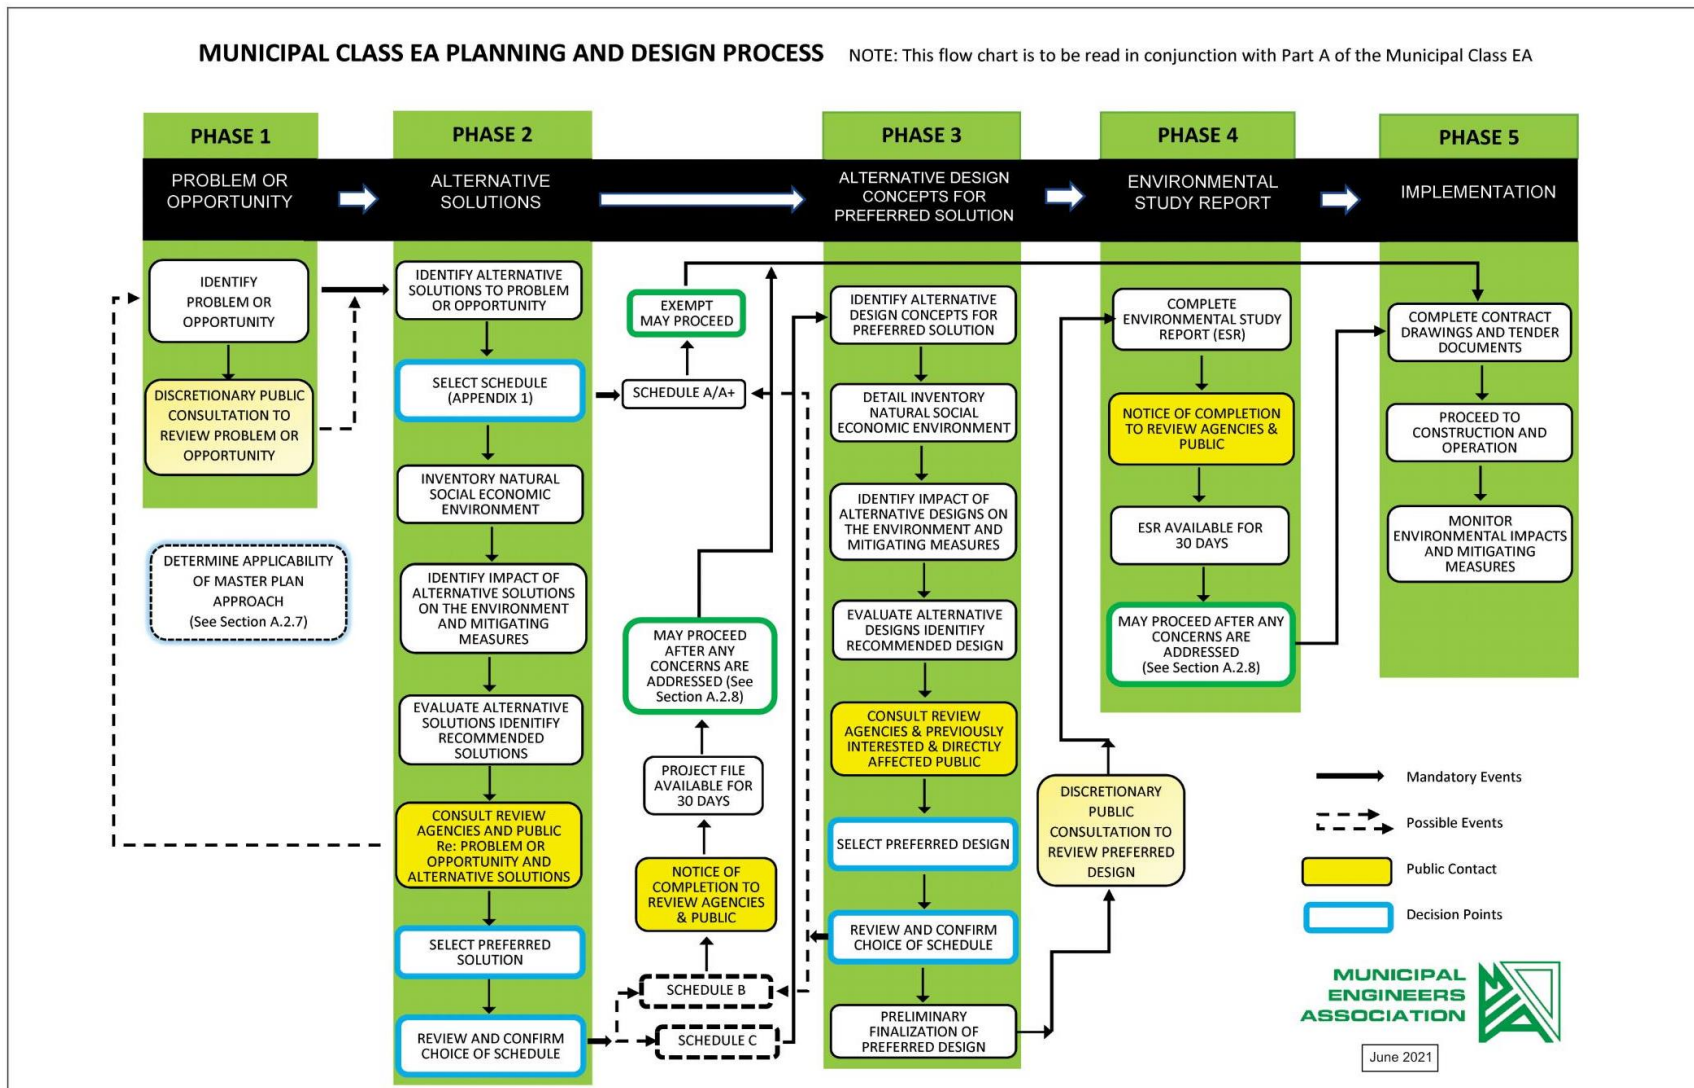 MUNICIPAL CLASS EA PLANNING AND DESIGN PROCESS NOTE: This flow chart is to be read in conjunction with Part A of the Municipal Class EA
PHASE 1
PROBLEM OR
OPPORTUNITY
IDENTIFY
PROBLEM OR
OPPORTUNITY
DISCRETIONARY PUBLIC
CONSULTATION TO
REVIEW PROBLEM OR
OPPORTUNITY
DETERMINE APPLICABILITY
OF MASTER PLAN
APPROACH
(See Section A.2.7)
PHASE 2
ALTERNATIVE
SOLUTIONS
IDENTIFY ALTERNATIVE
SOLUTIONS TO PROBLEM
OR OPPORTUNITY
SELECT SCHEDULE
(APPENDIX 1)
INVENTORY NATURAL
SOCIAL ECONOMIC
ENVIRONMENT
IDENTIFY IMPACT OF
ALTERNATIVE SOLUTIONS
ON THE ENVIRONMENT
AND MITIGATING
MEASURES
EVALUATE ALTERNATIVE
SOLUTIONS IDENTIFY
RECOMMENDED
SOLUTIONS
CONSULT REVIEW
AGENCIES AND PUBLIC
Re: PROBLEM OR
OPPORTUNITY AND
ALTERNATIVE SOLUTIONS
SELECT PREFERRED
SOLUTION
REVIEW AND CONFIRM
CHOICE OF SCHEDULE
EXEMPT
MAY PROCEED
SCHEDULE A/A+
MAY PROCEED
AFTER ANY
CONCERNS ARE
ADDRESSED (See
Section A.2.8)
PROJECT FILE
AVAILABLE FOR
30 DAYS
NOTICE OF
COMPLETION TO
REVIEW AGENCIES
& PUBLIC
SCHEDULE B
SCHEDULE C
PHASE 3
ALTERNATIVE DESIGN
CONCEPTS FOR
PREFERRED SOLUTION
IDENTIFY ALTERNATIVE
DESIGN CONCEPTS FOR
PREFERRED SOLUTION
DETAIL INVENTORY
NATURAL SOCIAL
ECONOMIC ENVIRONMENT
IDENTIFY IMPACT OF
ALTERNATIVE DESIGNS ON
THE ENVIRONMENT AND
MITIGATING MEASURES
EVALUATE ALTERNATIVE
DESIGNS IDENITIFY
RECOMMENDED DESIGN
CONSULT REVIEW
AGENCIES & PREVIOUSLY
INTERESTED & DIRECTLY
AFFECTED PUBLIC
SELECT PREFERRED DESIGN
REVIEW AND CONFIRM
CHOICE OF SCHEDULE
PRELIMINARY
FINALIZATION OF
PREFERRED DESIGN
DISCRETIONARY
PUBLIC
CONSULTATION TO
REVIEW PREFERRED
DESIGN
PHASE 4
ENVIRONMENTAL
STUDY REPORT
COMPLETE
ENVIRONMENTAL STUDY
REPORT (ESR)
NOTICE OF COMPLETION
TO REVIEW AGENCIES &
PUBLIC
ESR AVAILABLE FOR
30 DAYS
MAY PROCEED AFTER ANY
CONCERNS ARE
ADDRESSED
(See Section A.2.8)
PHASE 5
IMPLEMENTATION
COMPLETE CONTRACT
DRAWINGS AND TENDER
DOCUMENTS
PROCEED TO
CONSTRUCTION AND
OPERATION
MONITOR
ENVIRONMENTAL IMPACTS
AND MITIGATING
MEASURES
Mandatory Events
Possible Events
Public Contact
Decision Points
MUNICIPAL
ENGINEERS
ASSOCIATION
MEA
June 2021